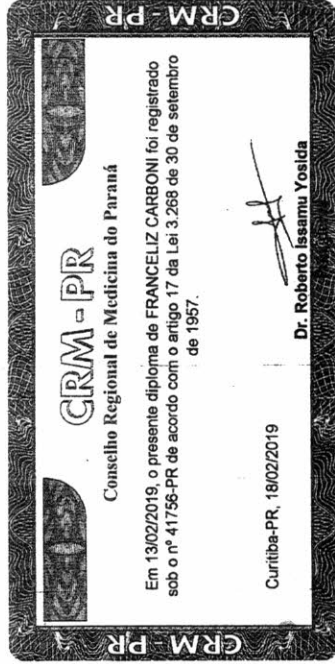 CRM-PR
CRM-PR
Conselho Regional de Medicina do Paraná
Em 13/02/2019, o presente diploma de FRANCELIZ CARBONI foi registrado
sob o nº 41756-PR de acordo com o artigo 17 da Lei 3.268 de 30 de setembro
de 1957.
Curitiba-PR, 18/02/2019
Dr. Roberto Issamu Yosida
CRM-PR